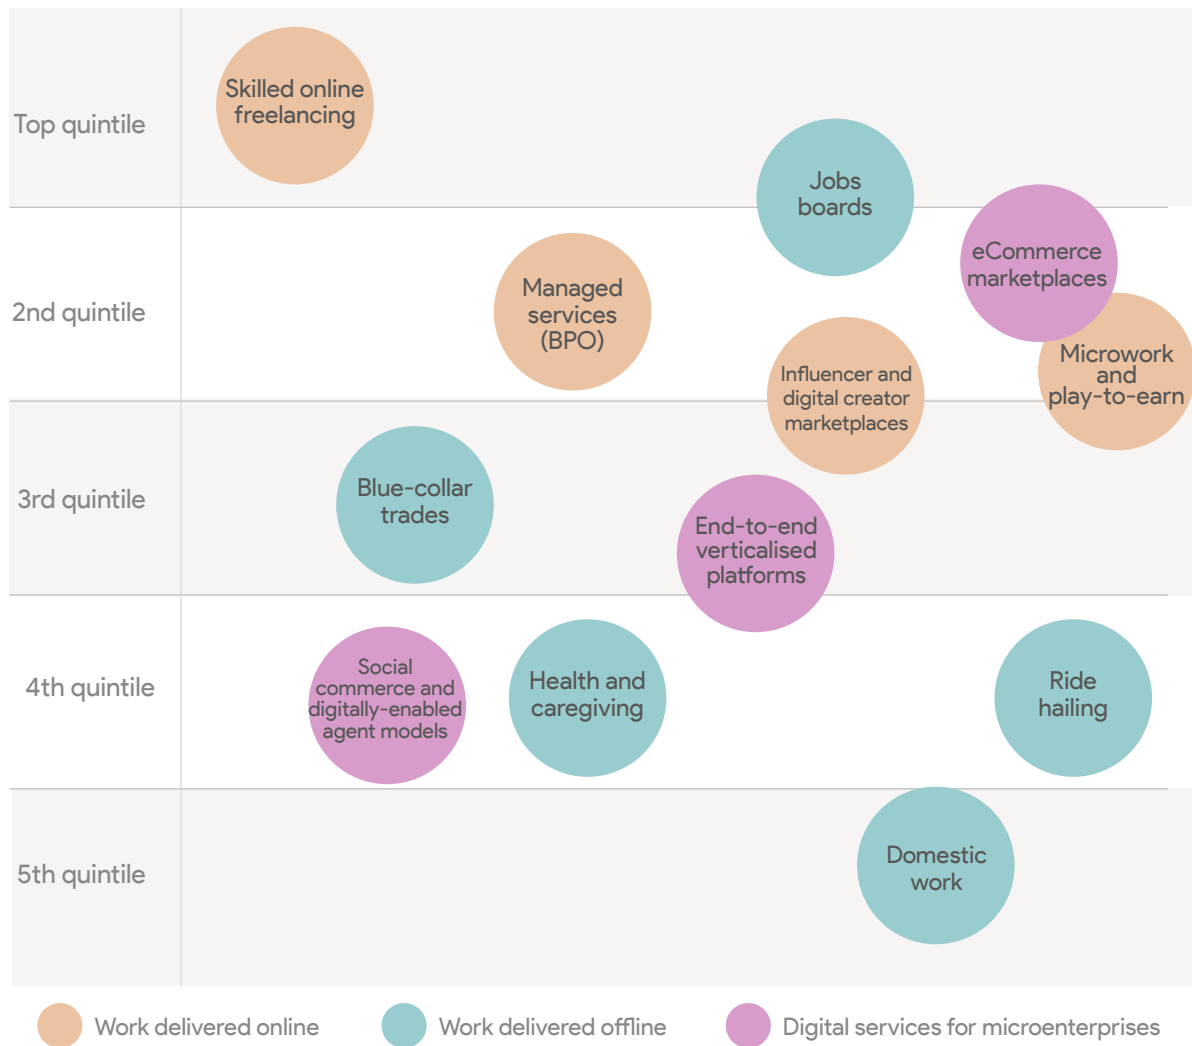 Skilled online
freelancing
Top quintile
Jobs
boards
eCommerce
marketplaces
2nd quintile
Managed
services
(BPO)
Microwork
and
play-to-earn
Influencer and
digital creator
marketplaces
3rd quintile
Blue-collar
trades
End-to-end
verticalised
platforms
4th quintile
Social
commerce and
digitally-enabled
agent models
Health and
caregiving
Ride
hailing
5th quintile
Domestic
work
Work delivered online
Work delivered offline
Digital services for microenterprises